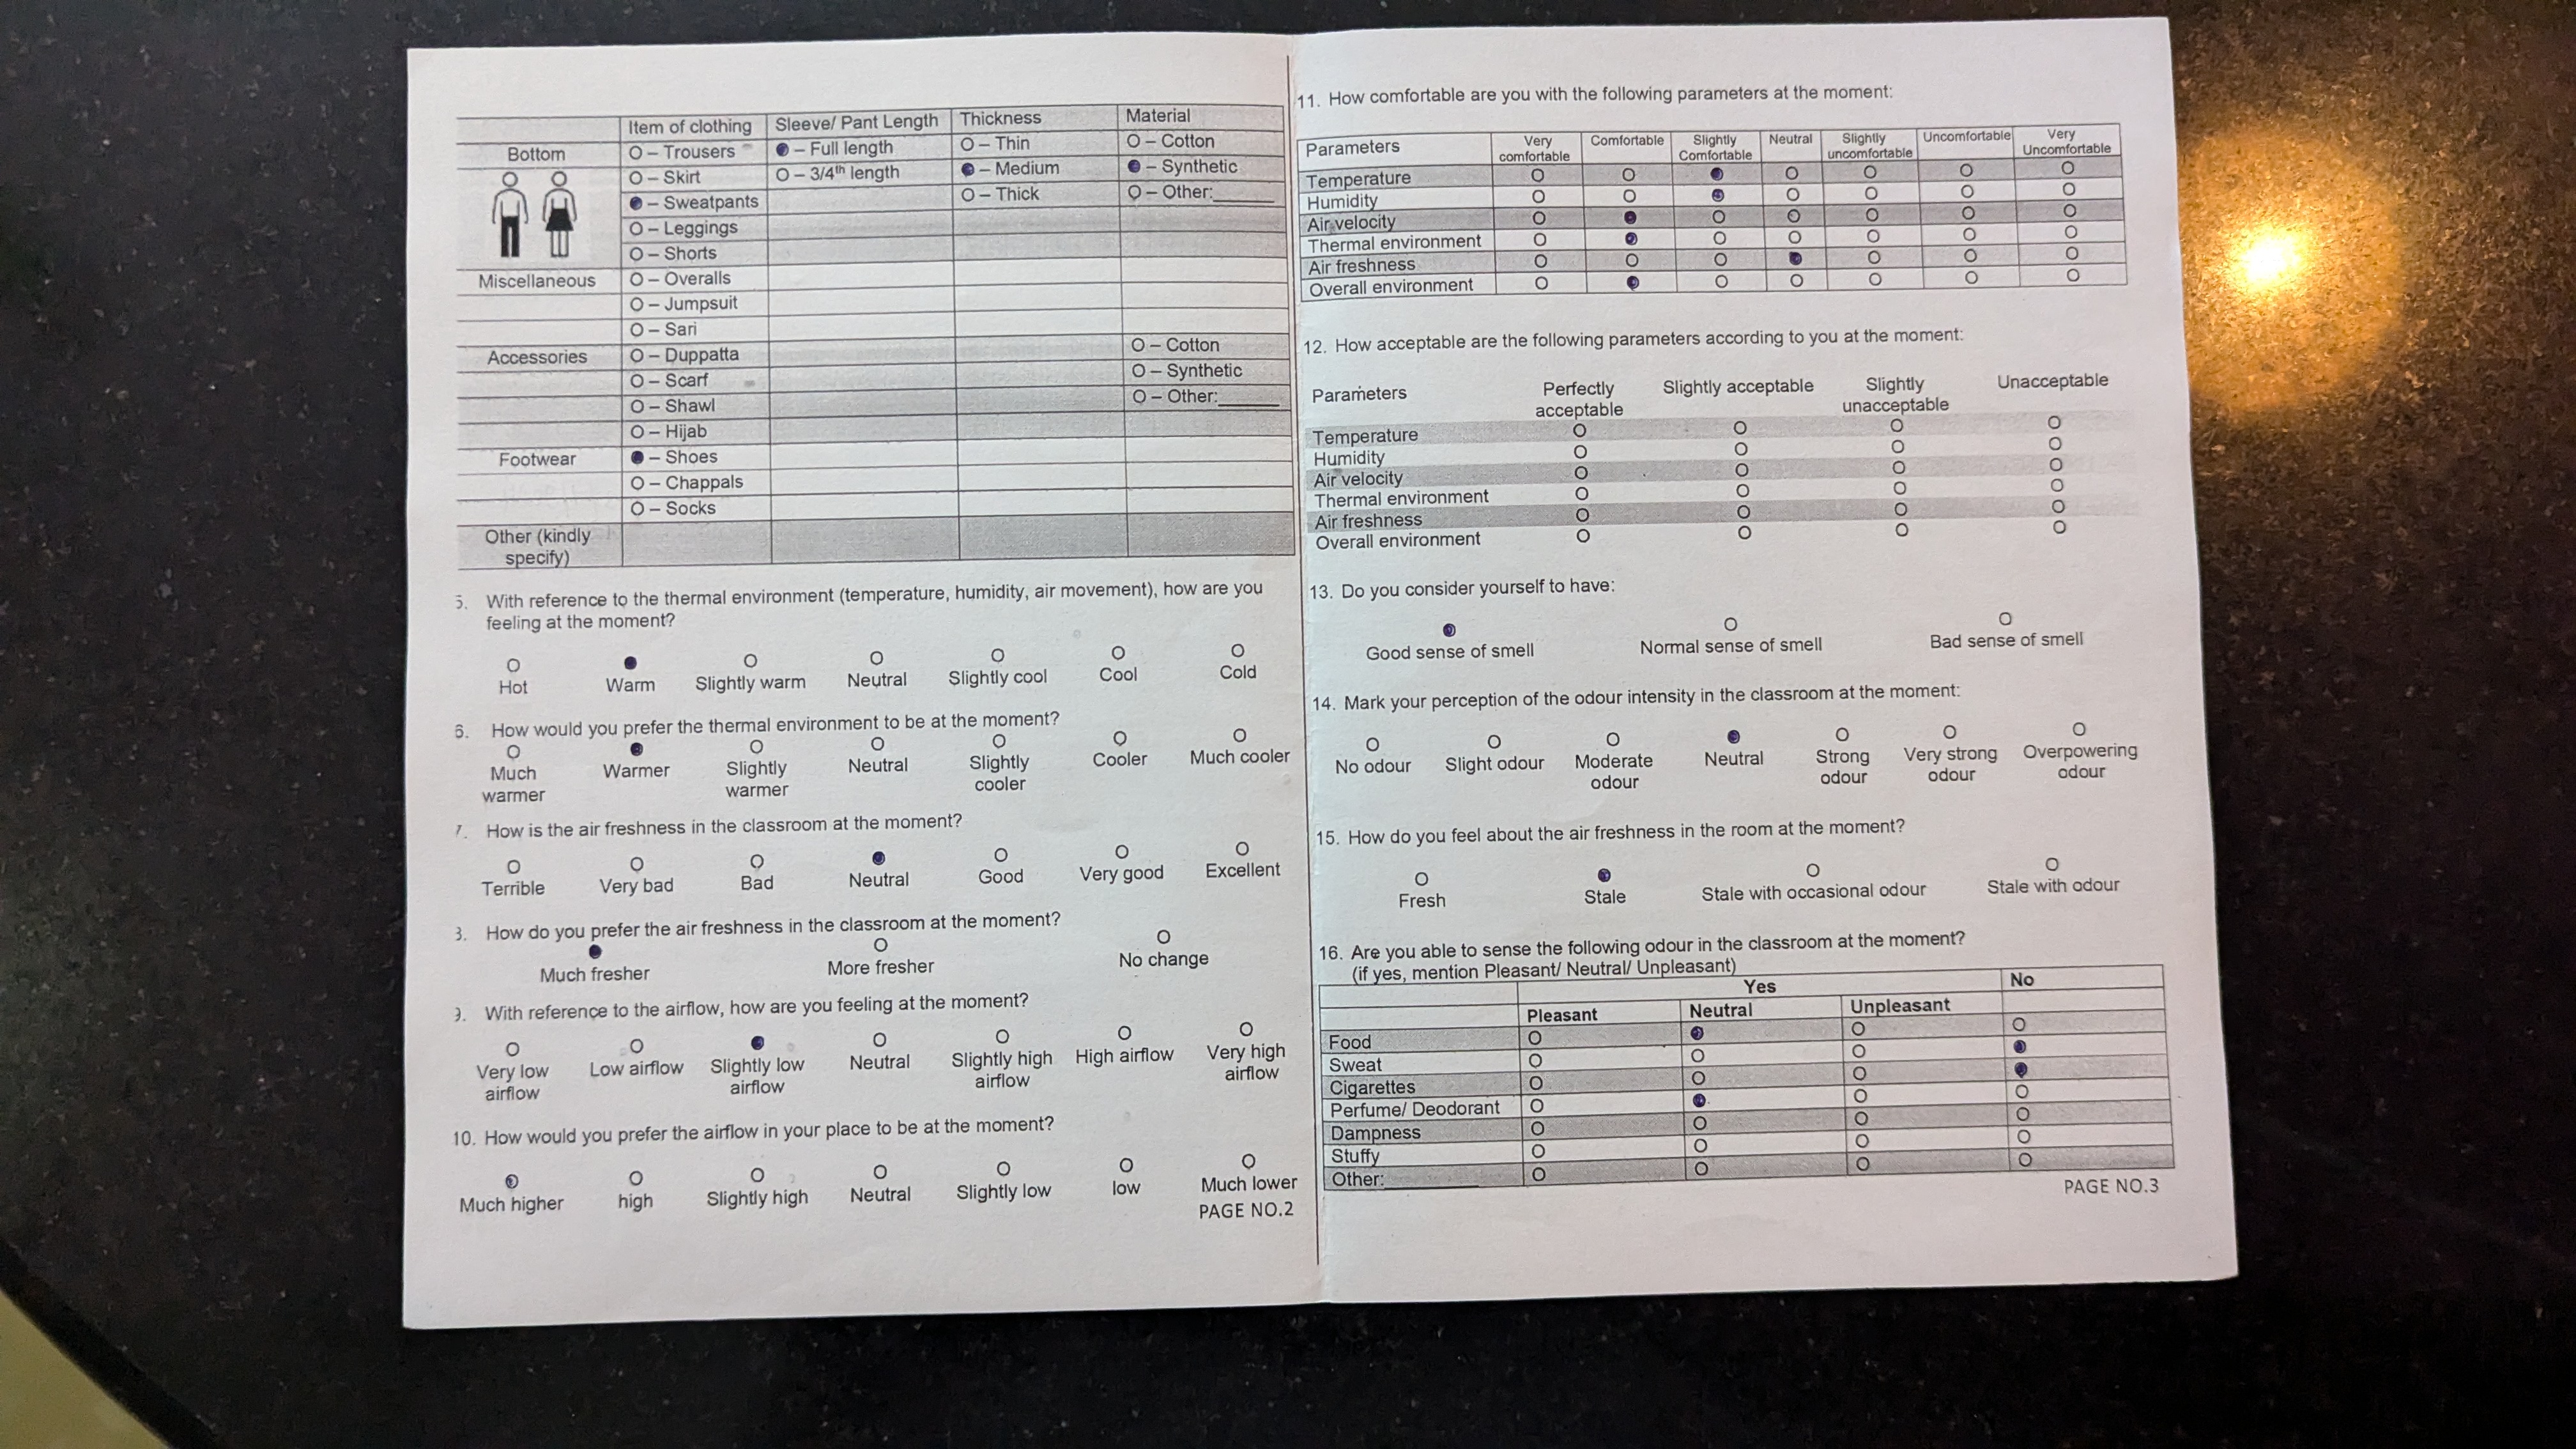 Item of clothing Sleeve/ Pant Length Thickness Material
Bottom O – Trousers ● – Full length O – Thin O – Cotton
O – Skirt O – 3/4th length ● – Medium ● – Synthetic
● – Sweatpants O – Thick O – Other:______
O – Leggings
O – Shorts
Miscellaneous O – Overalls
O – Jumpsuit
O – Sari
Accessories O – Duppatta O – Cotton
O – Scarf O – Synthetic
O – Shawl O – Other:______
O – Hijab
Footwear ● – Shoes
O – Chappals
O – Socks
Other (kindly
specify)
5. With reference to the thermal environment (temperature, humidity, air movement), how are you
feeling at the moment?
O ● O O O O O
Hot Warm Slightly warm Neutral Slightly cool Cool Cold
6. How would you prefer the thermal environment to be at the moment?
O ● O O O O O
Much Warmer Slightly Neutral Slightly Cooler Much cooler
warmer warmer cooler
7. How is the air freshness in the classroom at the moment?
O O O ● O O O
Terrible Very bad Bad Neutral Good Very good Excellent
8. How do you prefer the air freshness in the classroom at the moment?
● O O
Much fresher More fresher No change
9. With reference to the airflow, how are you feeling at the moment?
O O ● O O O O
Very low Low airflow Slightly low Neutral Slightly high High airflow Very high
airflow airflow airflow airflow
10. How would you prefer the airflow in your place to be at the moment?
● O O O O O O
Much higher high Slightly high Neutral Slightly low low Much lower
PAGE NO.2
11. How comfortable are you with the following parameters at the moment:
Parameters Very Comfortable Slightly Neutral Slightly Uncomfortable Very
comfortable Comfortable uncomfortable Uncomfortable
Temperature O O ● O O O O
Humidity O O ● O O O O
Air velocity O ● O O O O O
Thermal environment O ● O O O O O
Air freshness O O O ● O O O
Overall environment O ● O O O O O
12. How acceptable are the following parameters according to you at the moment:
Parameters Perfectly Slightly acceptable Slightly Unacceptable
acceptable unacceptable
Temperature O O O O
Humidity O O O O
Air velocity O O O O
Thermal environment O O O O
Air freshness O O O O
Overall environment O O O O
13. Do you consider yourself to have:
● O O
Good sense of smell Normal sense of smell Bad sense of smell
14. Mark your perception of the odour intensity in the classroom at the moment:
O O O ● O O O
No odour Slight odour Moderate Neutral Strong Very strong Overpowering
odour odour odour odour
15. How do you feel about the air freshness in the room at the moment?
O ● O O
Fresh Stale Stale with occasional odour Stale with odour
16. Are you able to sense the following odour in the classroom at the moment?
(if yes, mention Pleasant/ Neutral/ Unpleasant)
Yes No
Pleasant Neutral Unpleasant
Food O ● O O
Sweat O O O ●
Cigarettes O O O ●
Perfume/ Deodorant O ● O O
Dampness O O O O
Stuffy O O O O
Other:______ O O O O
PAGE NO.3